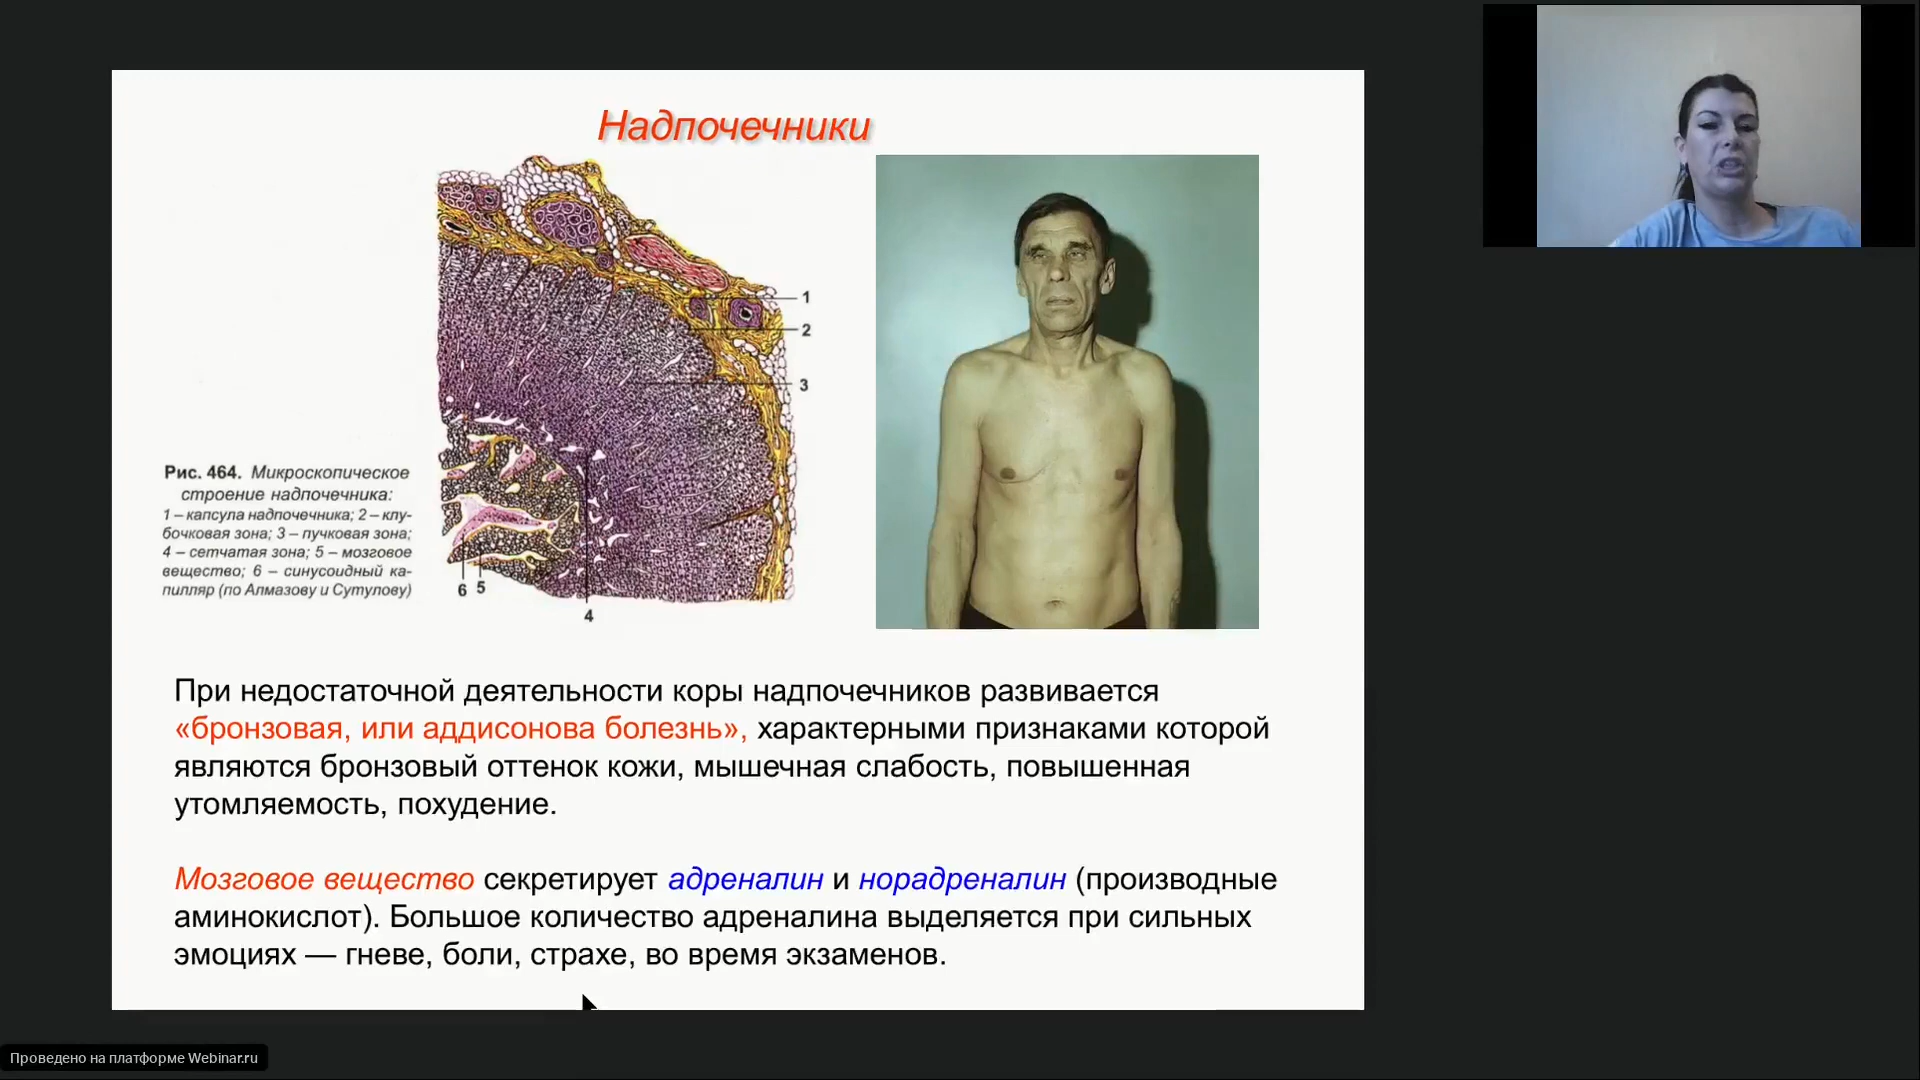 Надпочечники
1
2
3
Рис. 464. Микроскопическое
строение надпочечника:
1 – капсула надпочечника; 2 – клу-
бочковая зона; 3 – пучковая зона;
4 – сетчатая зона; 5 – мозговое
вещество; 6 – синусоидный ка-
пилляр (по Алмазову и Сутулову)
6 5
4
При недостаточной деятельности коры надпочечников развивается
«бронзовая, или аддисонова болезнь», характерными признаками которой
являются бронзовый оттенок кожи, мышечная слабость, повышенная
утомляемость, похудение.
Мозговое вещество секретирует адреналин и норадреналин (производные
аминокислот). Большое количество адреналина выделяется при сильных
эмоциях — гневе, боли, страхе, во время экзаменов.
Проведено на платформе Webinar.ru